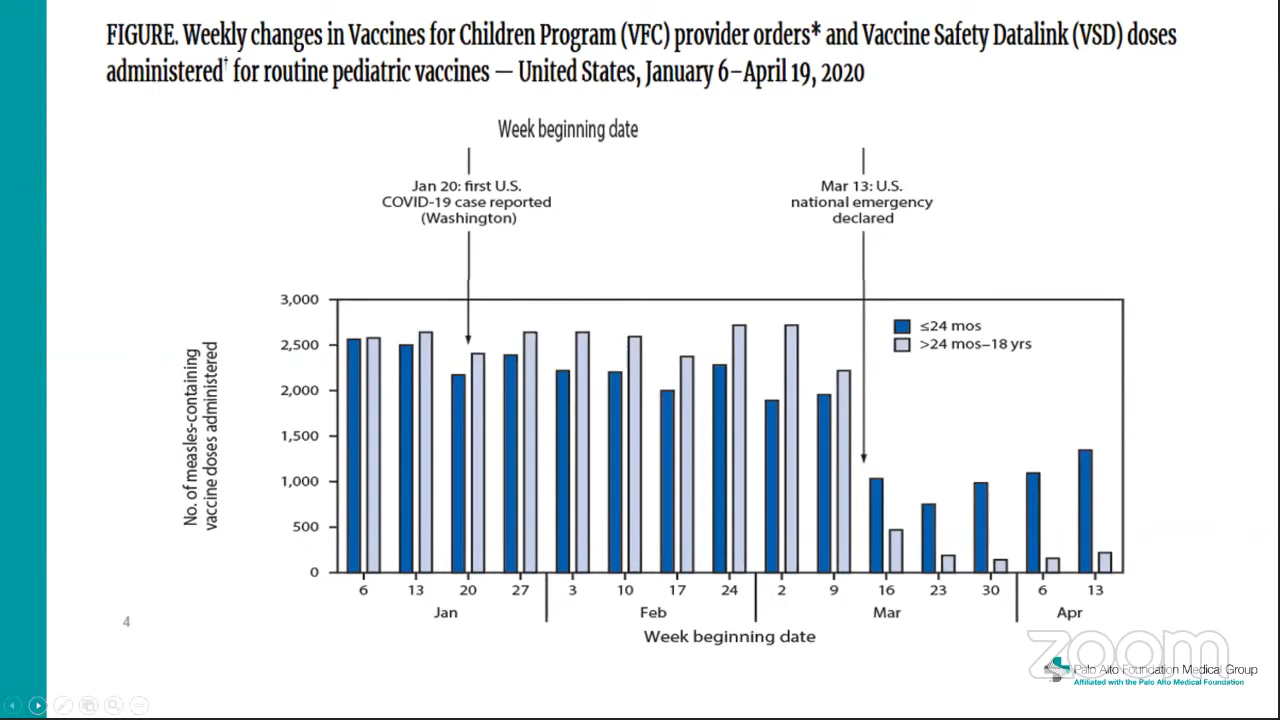 FIGURE. Weekly changes in Vaccines for Children Program (VFC) provider orders* and Vaccine Safety Datalink (VSD) doses
administered† for routine pediatric vaccines — United States, January 6–April 19, 2020
Week beginning date
Jan 20: first U.S.
COVID-19 case reported
(Washington)
Mar 13: U.S.
national emergency
declared
No. of measles-containing
vaccine doses administered
3,000
2,500
2,000
1,500
1,000
500
0
≤24 mos
>24 mos–18 yrs
6 13 20 27 3 10 17 24 2 9 16 23 30 6 13
Jan Feb Mar Apr
Week beginning date
4
zoom
Palo Alto Foundation Medical Group
Affiliated with the Palo Alto Medical Foundation